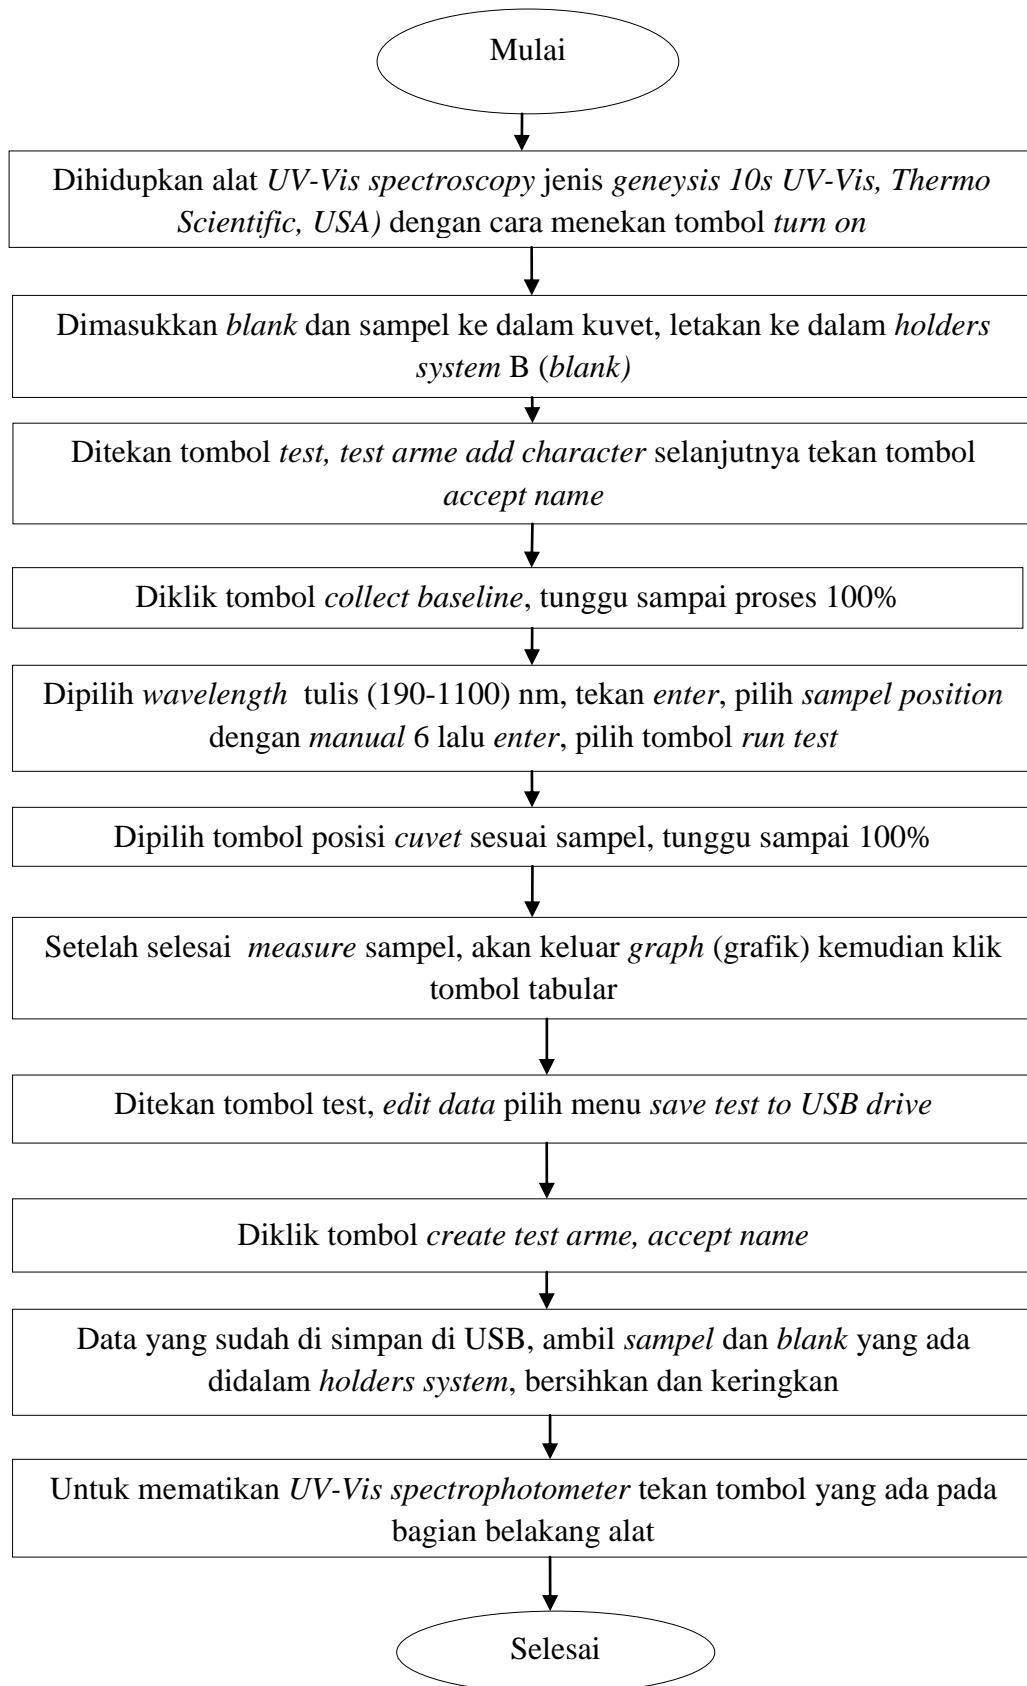 Mulai
Dihidupkan alat UV-Vis spectroscopy jenis geneysis 10s UV-Vis, Thermo
Scientific, USA) dengan cara menekan tombol turn on
Dimasukkan blank dan sampel ke dalam kuvet, letakan ke dalam holders
system B (blank)
Ditekan tombol test, test arme add character selanjutnya tekan tombol
accept name
Diklik tombol collect baseline, tunggu sampai proses 100%
Dipilih wavelength tulis (190-1100) nm, tekan enter, pilih sampel position
dengan manual 6 lalu enter, pilih tombol run test
Dipilih tombol posisi cuvet sesuai sampel, tunggu sampai 100%
Setelah selesai measure sampel, akan keluar graph (grafik) kemudian klik
tombol tabular
Ditekan tombol test, edit data pilih menu save test to USB drive
Diklik tombol create test arme, accept name
Data yang sudah di simpan di USB, ambil sampel dan blank yang ada
didalam holders system, bersihkan dan keringkan
Untuk mematikan UV-Vis spectrophotometer tekan tombol yang ada pada
bagian belakang alat
Selesai